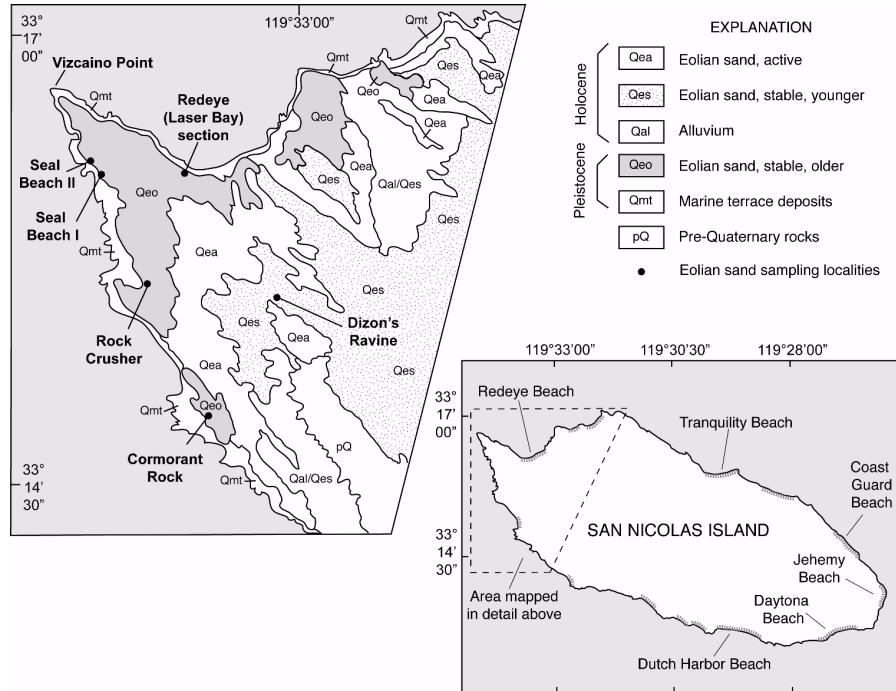 33°
17'
00”
119°33'00”
Vizcaino Point
Qmt
Redeye
(Laser Bay)
section
Qmt
Qmt
Qes
Qea
Qeo
Qea
Qea
Qeo
Seal
Beach II
Qeo
Qes
Qea
Qal/Qes
Seal
Beach I
Qes
Qmt
Qea
Qes
Rock
Crusher
Qes
Dizon’s
Ravine
Qea
Qea
Qes
Qmt
Qeo
pQ
Cormorant
Rock
33°
14'
30”
Qmt
Qal/Qes
EXPLANATION
Holocene
Qea Eolian sand, active
Qes Eolian sand, stable, younger
Qal Alluvium
Pleistocene
Qeo Eolian sand, stable, older
Qmt Marine terrace deposits
pQ Pre-Quaternary rocks
Eolian sand sampling localities
119°33'00” 119°30'30” 119°28'00”
33°
17'
00”
Redeye Beach
Tranquility Beach
Coast
Guard
Beach
SAN NICOLAS ISLAND
33°
14'
30”
Jehemy
Beach
Area mapped
in detail above
Daytona
Beach
Dutch Harbor Beach